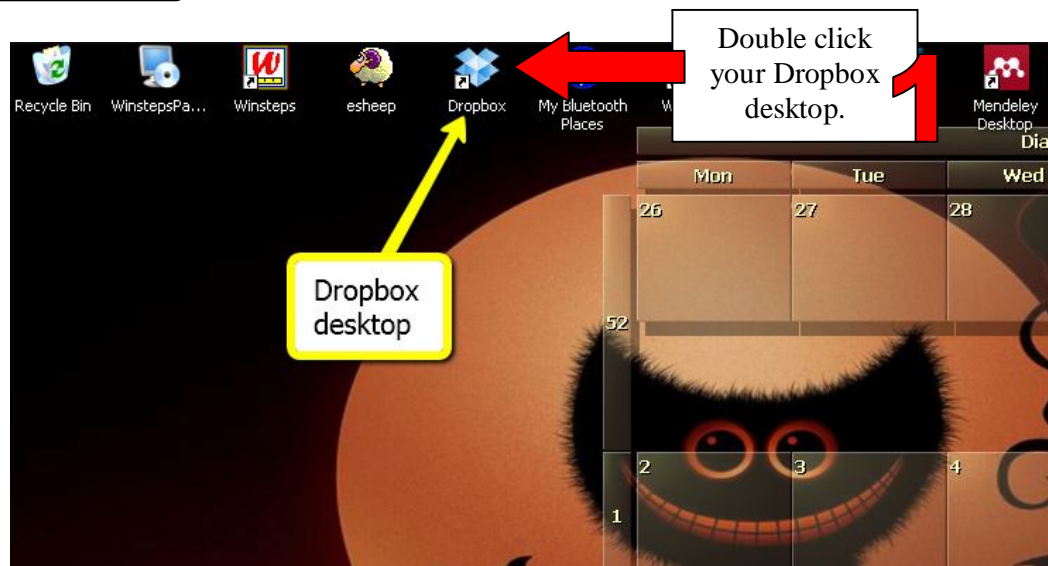 Double click
your Dropbox
desktop.
1
Recycle Bin
WinstepsPa...
Winsteps
esheep
Dropbox
My Bluetooth
Places
Mendeley
Desktop
Mon
Tue
Wed
26
27
28
Dropbox
desktop
52
2
3
4
1